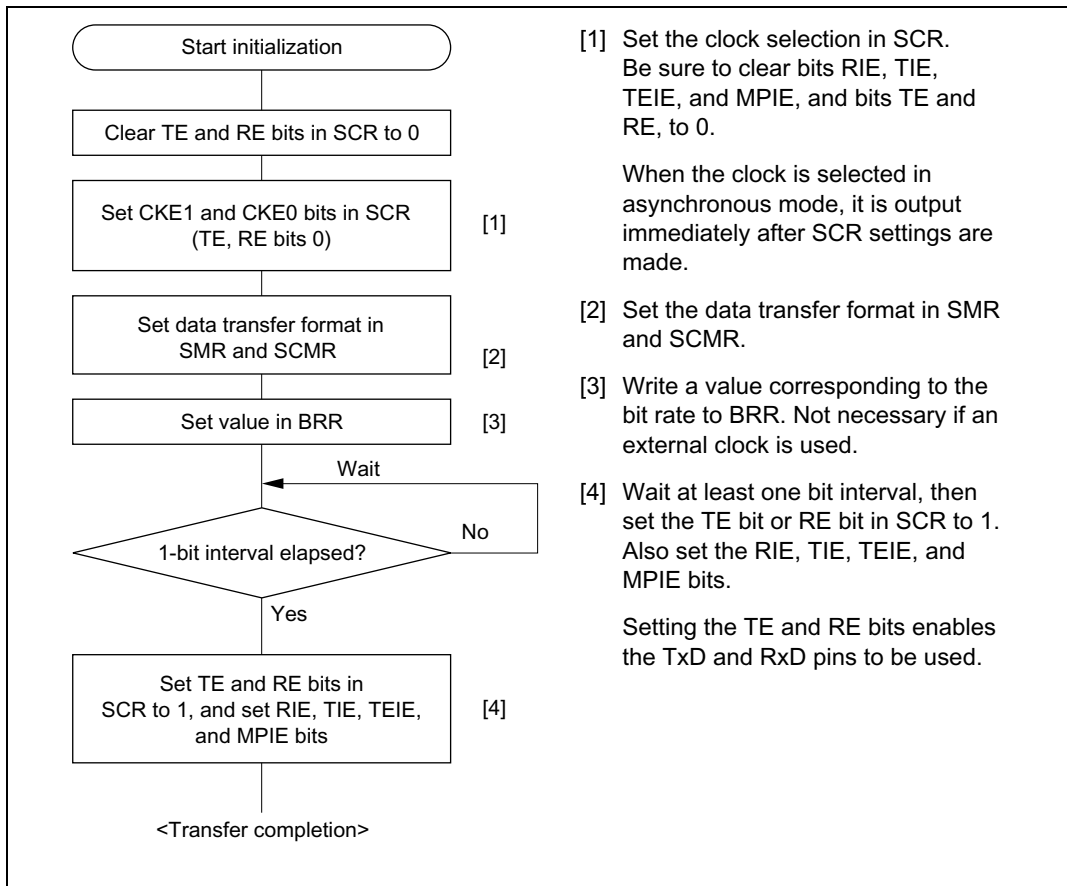 Start initialization
Clear TE and RE bits in SCR to 0
Set CKE1 and CKE0 bits in SCR
(TE, RE bits 0)
[1]
Set data transfer format in
SMR and SCMR
[2]
Set value in BRR
[3]
Wait
No
1-bit interval elapsed?
Yes
Set TE and RE bits in
SCR to 1, and set RIE, TIE, TEIE,
and MPIE bits
[4]
<Transfer completion>
[1] Set the clock selection in SCR.
Be sure to clear bits RIE, TIE,
TEIE, and MPIE, and bits TE and
RE, to 0.
When the clock is selected in
asynchronous mode, it is output
immediately after SCR settings are
made.
[2] Set the data transfer format in SMR
and SCMR.
[3] Write a value corresponding to the
bit rate to BRR. Not necessary if an
external clock is used.
[4] Wait at least one bit interval, then
set the TE bit or RE bit in SCR to 1.
Also set the RIE, TIE, TEIE, and
MPIE bits.
Setting the TE and RE bits enables
the TxD and RxD pins to be used.